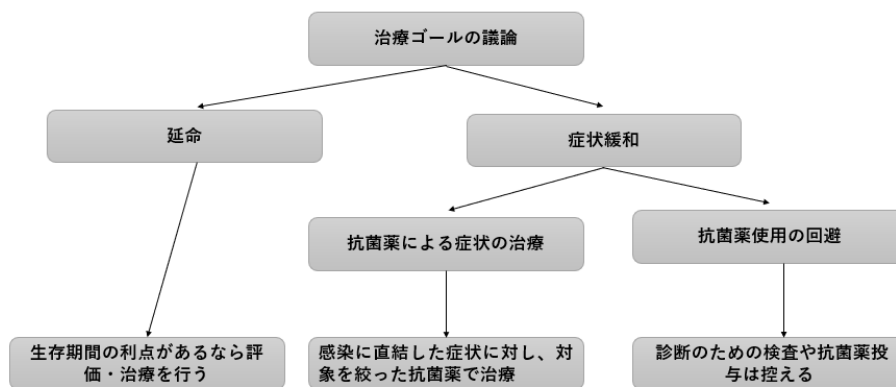 治療ゴールの議論
延命
症状緩和
抗菌薬による症状の治療
抗菌薬使用の回避
生存期間の利点があるなら評
価・治療を行う
感染に直結した症状に対し、対
象を絞った抗菌薬で治療
診断のための検査や抗菌薬投
与は控える